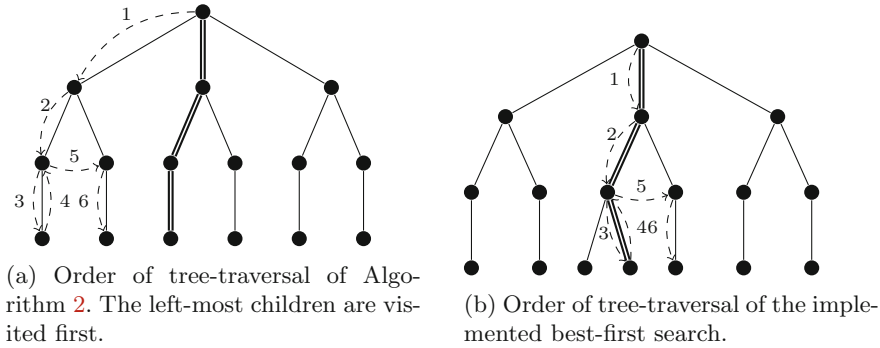 1
2
5
3
4 6
(a) Order of tree-traversal of Algo-
rithm 2. The left-most children are vis-
ited first.
1
2
5
3
46
(b) Order of tree-traversal of the imple-
mented best-first search.